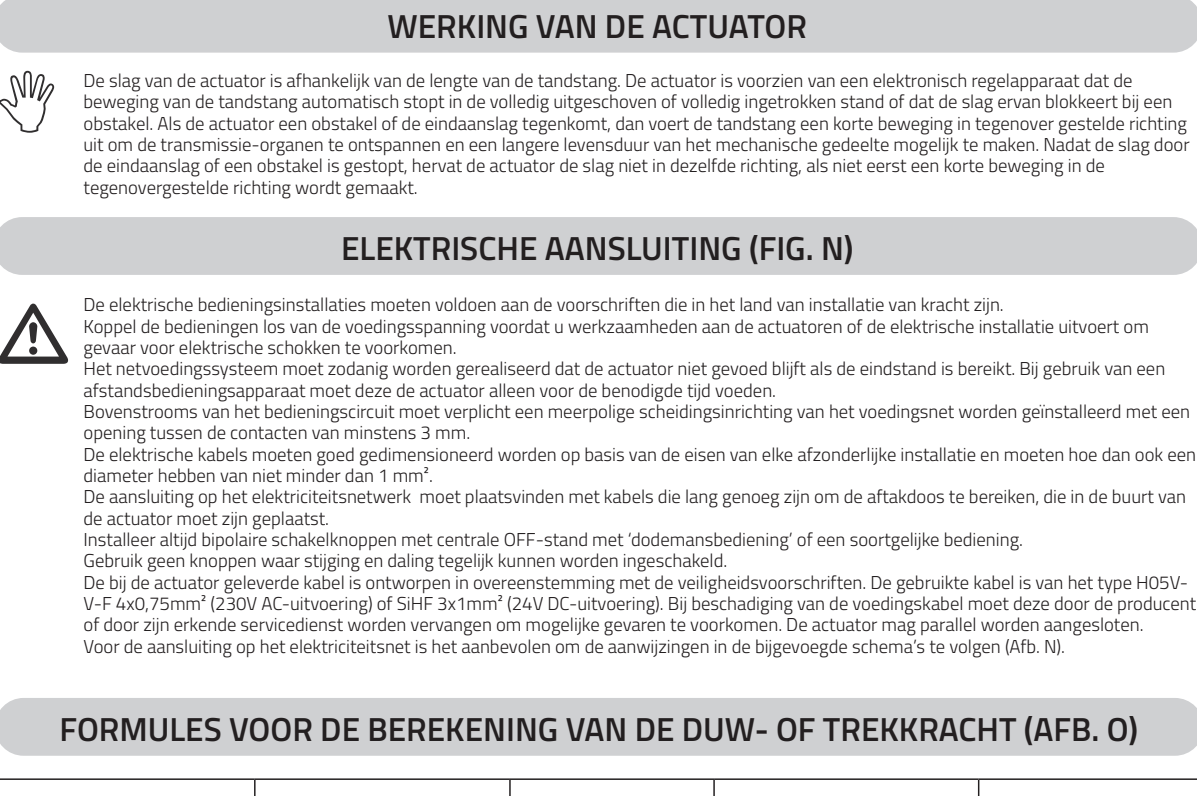 WERKING VAN DE ACTUATOR
De slag van de actuator is afhankelijk van de lengte van de tandstang. De actuator is voorzien van een elektronisch regelapparaat dat de
beweging van de tandstang automatisch stopt in de volledig uitgeschoven of volledig ingetrokken stand of dat de slag ervan blokkeert bij een
obstakel. Als de actuator een obstakel of de eindaanslag tegenkomt, dan voert de tandstang een korte beweging in tegenover gestelde richting
uit om de transmissie-organen te ontspannen en een langere levensduur van het mechanische gedeelte mogelijk te maken. Nadat de slag door
de eindaanslag of een obstakel is gestopt, hervat de actuator de slag niet in dezelfde richting, als niet eerst een korte beweging in de
tegenovergestelde richting wordt gemaakt.
ELEKTRISCHE AANSLUITING (FIG. N)
De elektrische bedieningsinstallaties moeten voldoen aan de voorschriften die in het land van installatie van kracht zijn.
Koppel de bedieningen los van de voedingsspanning voordat u werkzaamheden aan de actuatoren of de elektrische installatie uitvoert om
gevaar voor elektrische schokken te voorkomen.
Het netvoedingssysteem moet zodanig worden gerealiseerd dat de actuator niet gevoed blijft als de eindstand is bereikt. Bij gebruik van een
afstandsbedieningsapparaat moet deze de actuator alleen voor de benodigde tijd voeden.
Bovenstrooms van het bedieningscircuit moet verplicht een meerpolige scheidingsinrichting van het voedingsnet worden geïnstalleerd met een
opening tussen de contacten van minstens 3 mm.
De elektrische kabels moeten goed gedimensioneerd worden op basis van de eisen van elke afzonderlijke installatie en moeten hoe dan ook een
diameter hebben van niet minder dan 1 mm².
De aansluiting op het elektriciteitsnetwerk moet plaatsvinden met kabels die lang genoeg zijn om de aftakdoos te bereiken, die in de buurt van
de actuator moet zijn geplaatst.
Installeer altijd bipolaire schakelknoppen met centrale OFF-stand met ‘dodemansbediening’ of een soortgelijke bediening.
Gebruik geen knoppen waar stijging en daling tegelijk kunnen worden ingeschakeld.
De bij de actuator geleverde kabel is ontworpen in overeenstemming met de veiligheidsvoorschriften. De gebruikte kabel is van het type H05V-
V-F 4x0,75mm² (230V AC-uitvoering) of SiHF 3x1mm² (24V DC-uitvoering). Bij beschadiging van de voedingskabel moet deze door de producent
of door zijn erkende servicedienst worden vervangen om mogelijke gevaren te voorkomen. De actuator mag parallel worden aangesloten.
Voor de aansluiting op het elektriciteitsnet is het aanbevolen om de aanwijzingen in de bijgevoegde schema’s te volgen (Afb. N).
FORMULES VOOR DE BEREKENING VAN DE DUW- OF TREKKRACHT (AFB. O)